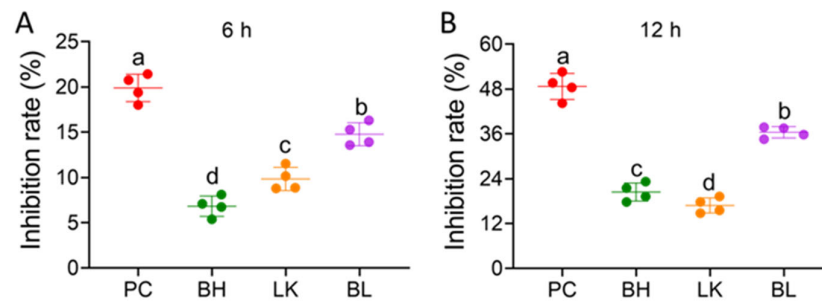 A
6 h
Inhibition rate (%)
25
20
15
10
5
0
a
d
c
b
PC BH LK BL
B
12 h
Inhibition rate (%)
60
48
36
24
12
0
a
c
d
b
PC BH LK BL